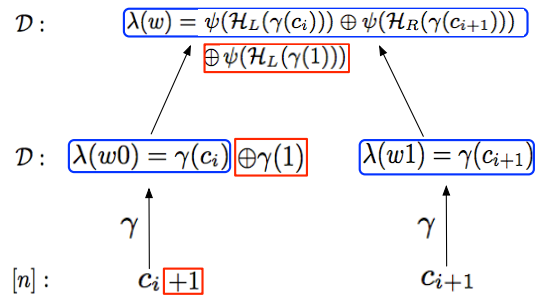 𝒟 : λ(w) = ψ(ℋ_L(γ(c_i))) ⊕ ψ(ℋ_R(γ(c_{i+1})))
⊕ψ(ℋ_L(γ(1)))
𝒟 : λ(w0) = γ(c_i) ⊕γ(1) λ(w1) = γ(c_{i+1})
γ γ
[n] : c_i +1 c_{i+1}